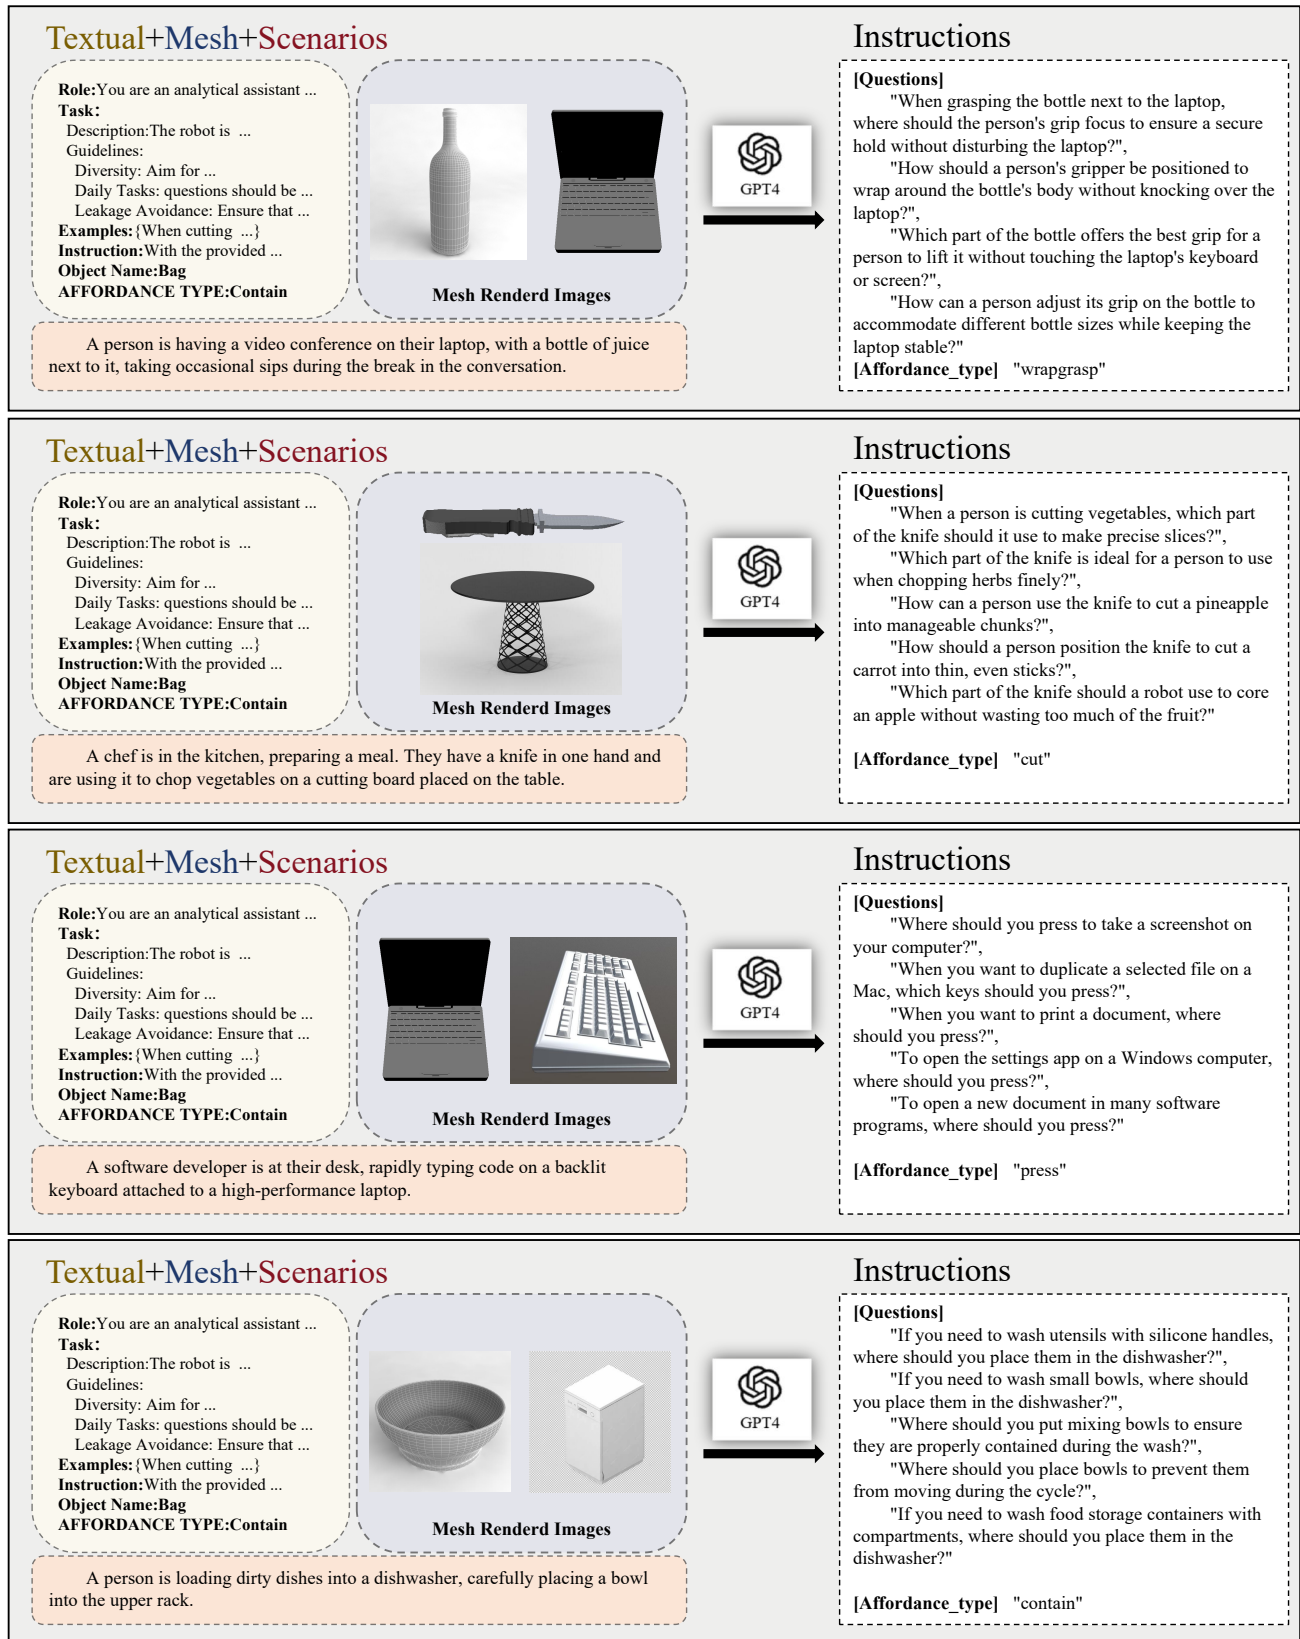 Textual+Mesh+Scenarios
Role:You are an analytical assistant ...
Task:
Description:The robot is ...
Guidelines:
Diversity: Aim for ...
Daily Tasks: questions should be ...
Leakage Avoidance: Ensure that ...
Examples:{When cutting ...}
Instruction:With the provided ...
Object Name:Bag
AFFORDANCE TYPE:Contain
Mesh Renderd Images
A person is having a video conference on their laptop, with a bottle of juice
next to it, taking occasional sips during the break in the conversation.
GPT4
Instructions
[Questions]
"When grasping the bottle next to the laptop,
where should the person's grip focus to ensure a secure
hold without disturbing the laptop?",
"How should a person's gripper be positioned to
wrap around the bottle's body without knocking over the
laptop?",
"Which part of the bottle offers the best grip for a
person to lift it without touching the laptop's keyboard
or screen?",
"How can a person adjust its grip on the bottle to
accommodate different bottle sizes while keeping the
laptop stable?"
[Affordance_type] "wrapgrasp"
Textual+Mesh+Scenarios
Role:You are an analytical assistant ...
Task:
Description:The robot is ...
Guidelines:
Diversity: Aim for ...
Daily Tasks: questions should be ...
Leakage Avoidance: Ensure that ...
Examples:{When cutting ...}
Instruction:With the provided ...
Object Name:Bag
AFFORDANCE TYPE:Contain
Mesh Renderd Images
A chef is in the kitchen, preparing a meal. They have a knife in one hand and
are using it to chop vegetables on a cutting board placed on the table.
GPT4
Instructions
[Questions]
"When a person is cutting vegetables, which part
of the knife should it use to make precise slices?",
"Which part of the knife is ideal for a person to use
when chopping herbs finely?",
"How can a person use the knife to cut a pineapple
into manageable chunks?",
"How should a person position the knife to cut a
carrot into thin, even sticks?",
"Which part of the knife should a robot use to core
an apple without wasting too much of the fruit?"
[Affordance_type] "cut"
Textual+Mesh+Scenarios
Role:You are an analytical assistant ...
Task:
Description:The robot is ...
Guidelines:
Diversity: Aim for ...
Daily Tasks: questions should be ...
Leakage Avoidance: Ensure that ...
Examples:{When cutting ...}
Instruction:With the provided ...
Object Name:Bag
AFFORDANCE TYPE:Contain
Mesh Renderd Images
A software developer is at their desk, rapidly typing code on a backlit
keyboard attached to a high-performance laptop.
GPT4
Instructions
[Questions]
"Where should you press to take a screenshot on
your computer?",
"When you want to duplicate a selected file on a
Mac, which keys should you press?",
"When you want to print a document, where
should you press?",
"To open the settings app on a Windows computer,
where should you press?",
"To open a new document in many software
programs, where should you press?"
[Affordance_type] "press"
Textual+Mesh+Scenarios
Role:You are an analytical assistant ...
Task:
Description:The robot is ...
Guidelines:
Diversity: Aim for ...
Daily Tasks: questions should be ...
Leakage Avoidance: Ensure that ...
Examples:{When cutting ...}
Instruction:With the provided ...
Object Name:Bag
AFFORDANCE TYPE:Contain
Mesh Renderd Images
A person is loading dirty dishes into a dishwasher, carefully placing a bowl
into the upper rack.
GPT4
Instructions
[Questions]
"If you need to wash utensils with silicone handles,
where should you place them in the dishwasher?",
"If you need to wash small bowls, where should
you place them in the dishwasher?",
"Where should you put mixing bowls to ensure
they are properly contained during the wash?",
"Where should you place bowls to prevent them
from moving during the cycle?",
"If you need to wash food storage containers with
compartments, where should you place them in the
dishwasher?"
[Affordance_type] "contain"